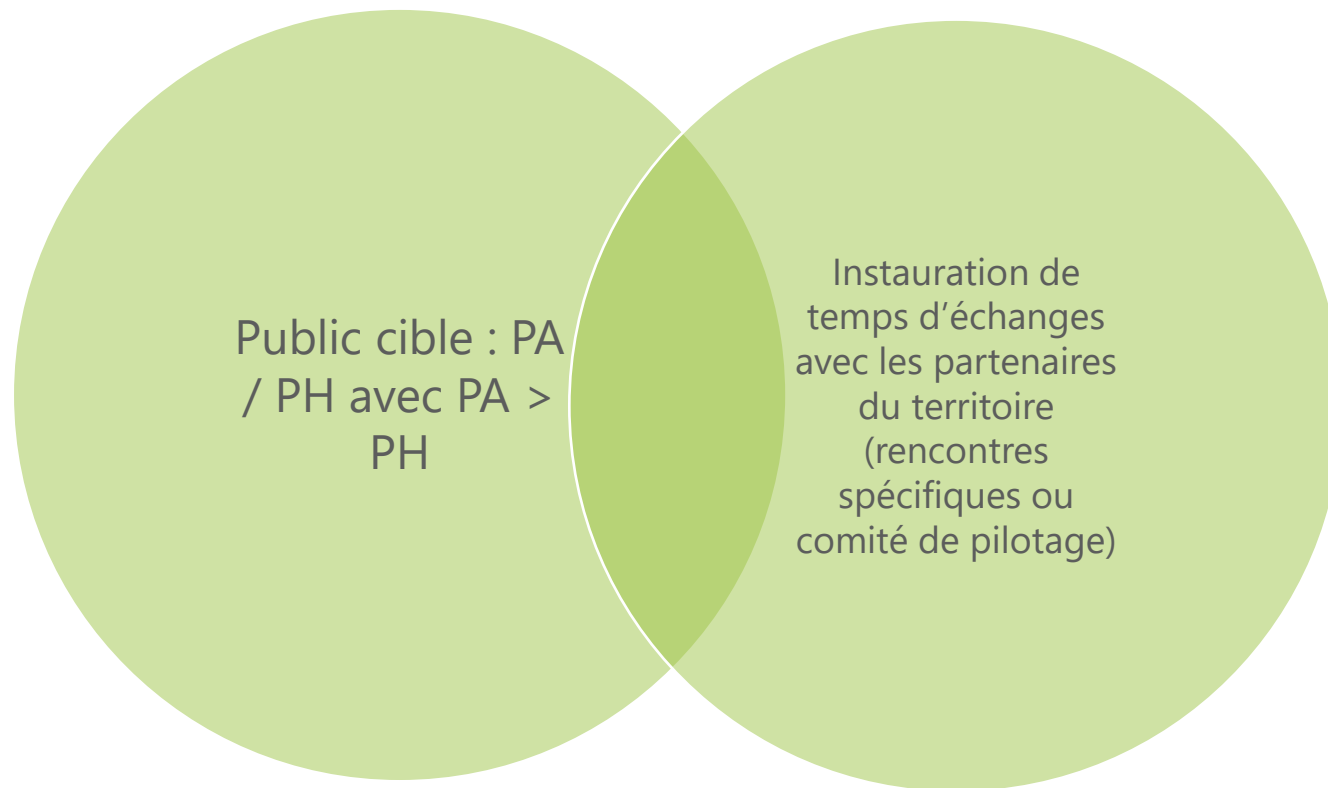 Public cible : PA
/ PH avec PA >
PH
Instauration de
temps d’échanges
avec les partenaires
du territoire
(rencontres
spécifiques ou
comité de pilotage)